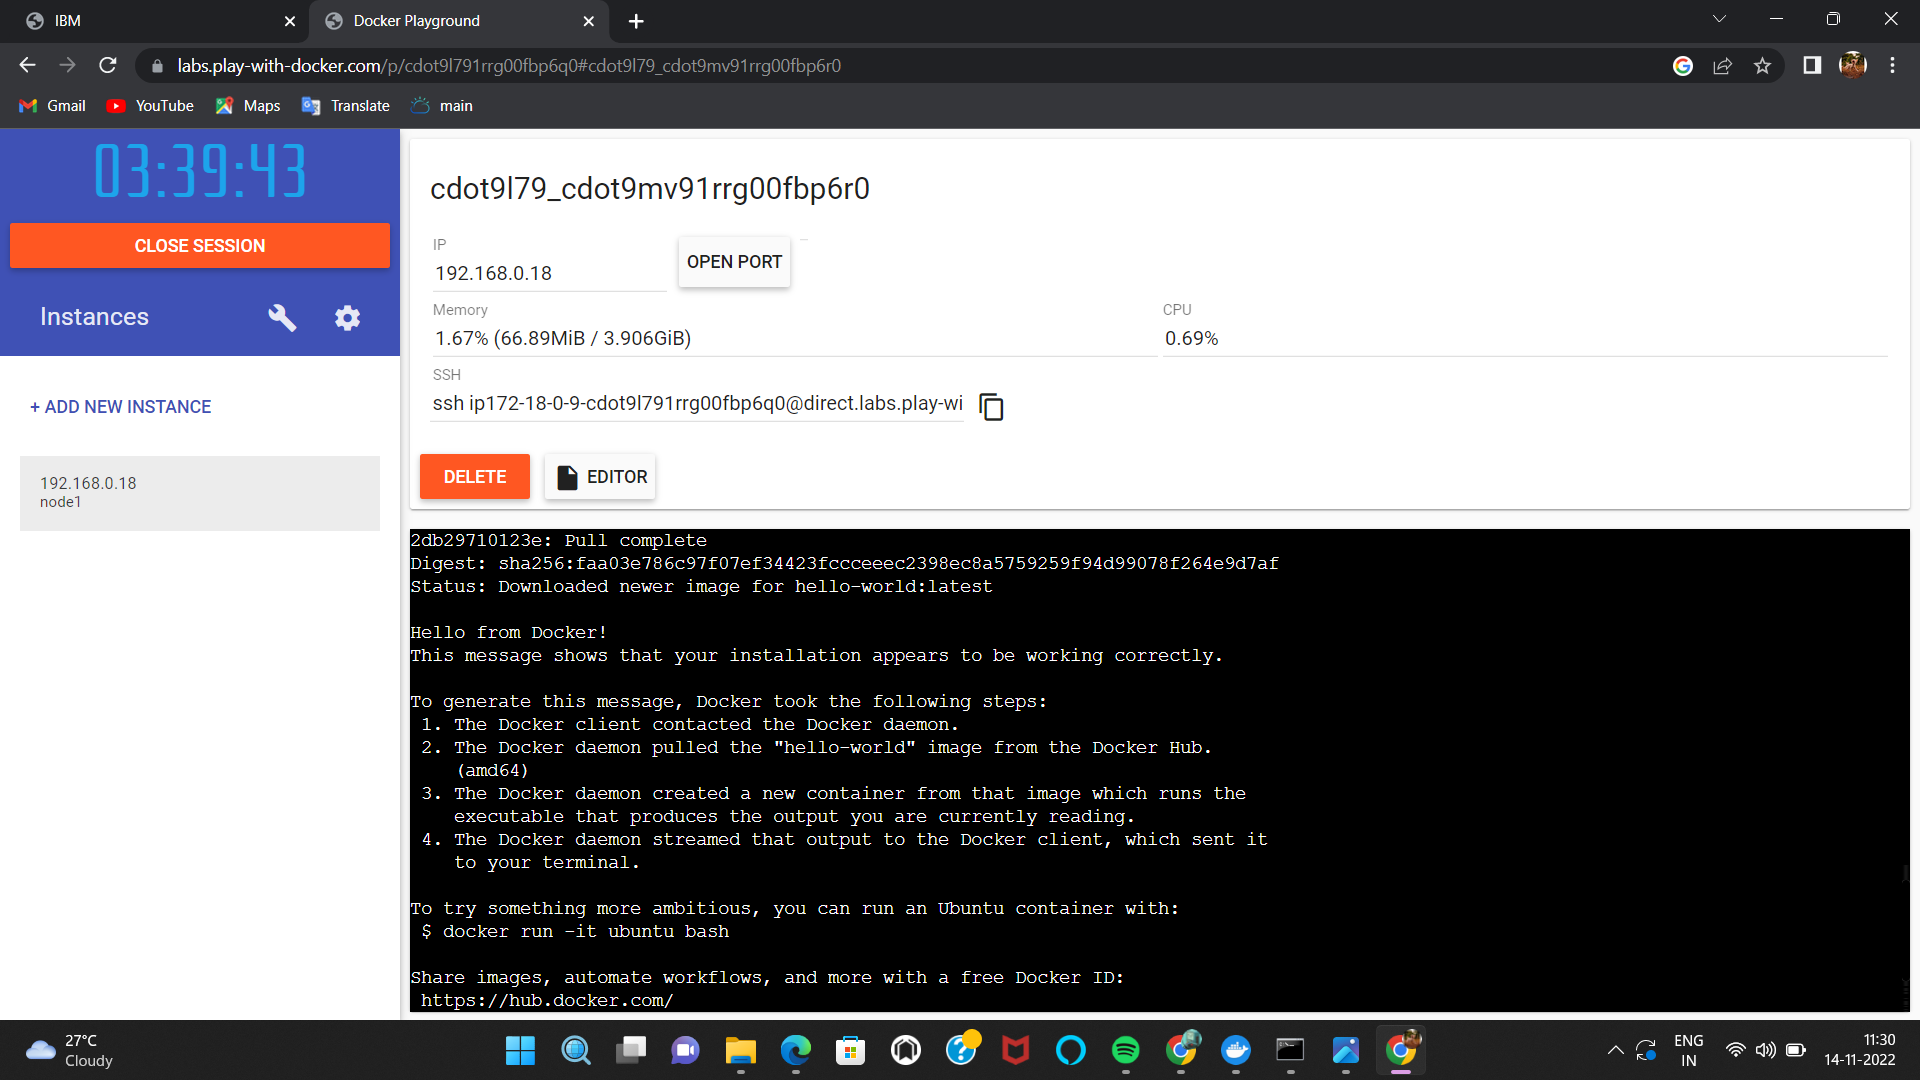 IBM
Docker Playground
labs.play-with-docker.com/p/cdot9l791rrg00fbp6q0#cdot9l79_cdot9mv91rrg00fbp6r0
Gmail YouTube Maps Translate main
03:39:43
CLOSE SESSION
Instances
+ ADD NEW INSTANCE
192.168.0.18
node1
cdot9l79_cdot9mv91rrg00fbp6r0
IP
192.168.0.18
OPEN PORT
Memory
1.67% (66.89MiB / 3.906GiB)
CPU
0.69%
SSH
ssh ip172-18-0-9-cdot9l791rrg00fbp6q0@direct.labs.play-wi
DELETE
EDITOR
2db29710123e: Pull complete
Digest: sha256:faa03e786c97f07ef34423fccceeec2398ec8a5759259f94d99078f264e9d7af
Status: Downloaded newer image for hello-world:latest
Hello from Docker!
This message shows that your installation appears to be working correctly.
To generate this message, Docker took the following steps:
1. The Docker client contacted the Docker daemon.
2. The Docker daemon pulled the "hello-world" image from the Docker Hub.
(amd64)
3. The Docker daemon created a new container from that image which runs the
executable that produces the output you are currently reading.
4. The Docker daemon streamed that output to the Docker client, which sent it
to your terminal.
To try something more ambitious, you can run an Ubuntu container with:
$ docker run -it ubuntu bash
Share images, automate workflows, and more with a free Docker ID:
https://hub.docker.com/
27°C
Cloudy
ENG
IN
11:30
14-11-2022